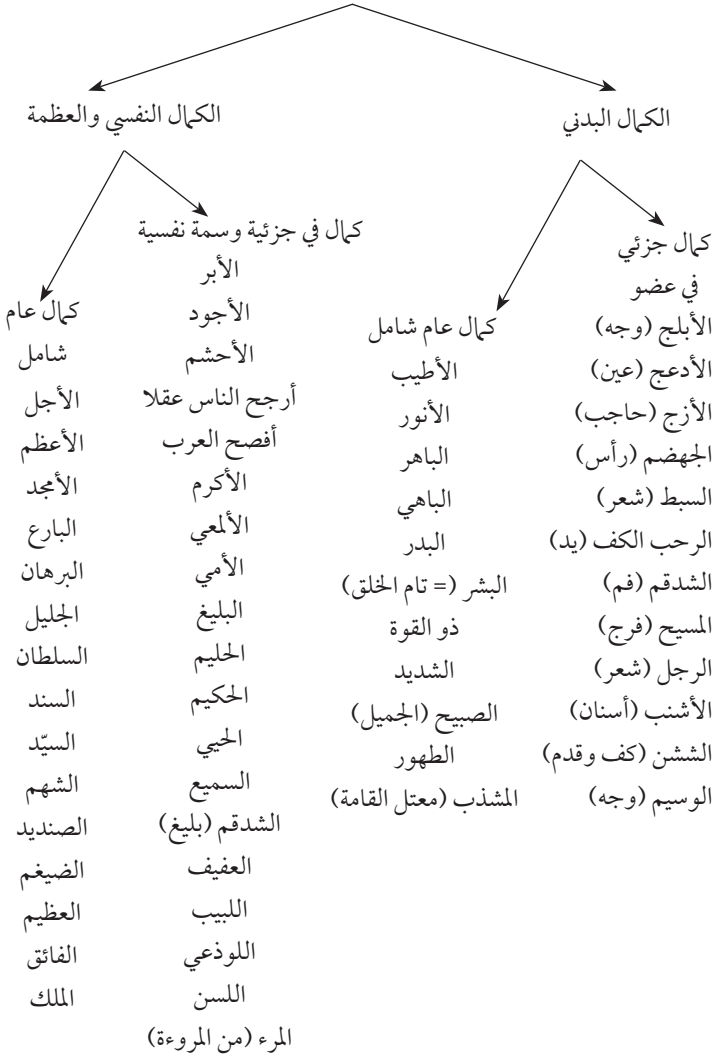 الكمال البدني
كمال جزئي
في عضو
الأبلج (وجه)
الأدعج (عين)
الأزج (حاجب)
الجهضم (رأس)
السبط (شعر)
الرحب الكف (يد)
الشدقم (فم)
المسيح (فرج)
الرجل (شعر)
الأشنب (أسنان)
الششن (كف وقدم)
الوسيم (وجه)
كمال عام شامل
الأطيب
الأنور
الباهر
الباهي
البدر
البشر (= تام الخلق)
ذو القوة
الشديد
الصبيح (الجميل)
الطهور
المشذب (معتل القامة)
الكمال النفسي والعظمة
كمال في جزئية وسمة نفسية
الأبر
الأجود
الأحشم
أرجح الناس عقلا
أفصح العرب
الأكرم
الألمعي
الأمي
البليغ
الحليم
الحكيم
الحيي
السميع
الشدقم (بليغ)
العفيف
اللبيب
اللوذعي
اللسن
المرء (من المروءة)
كمال عام
شامل
الأجل
الأعظم
الأمجد
البارع
البرهان
الجليل
السلطان
السند
السيّد
الشهم
الصنديد
الضيغم
العظيم
الفائق
الملك